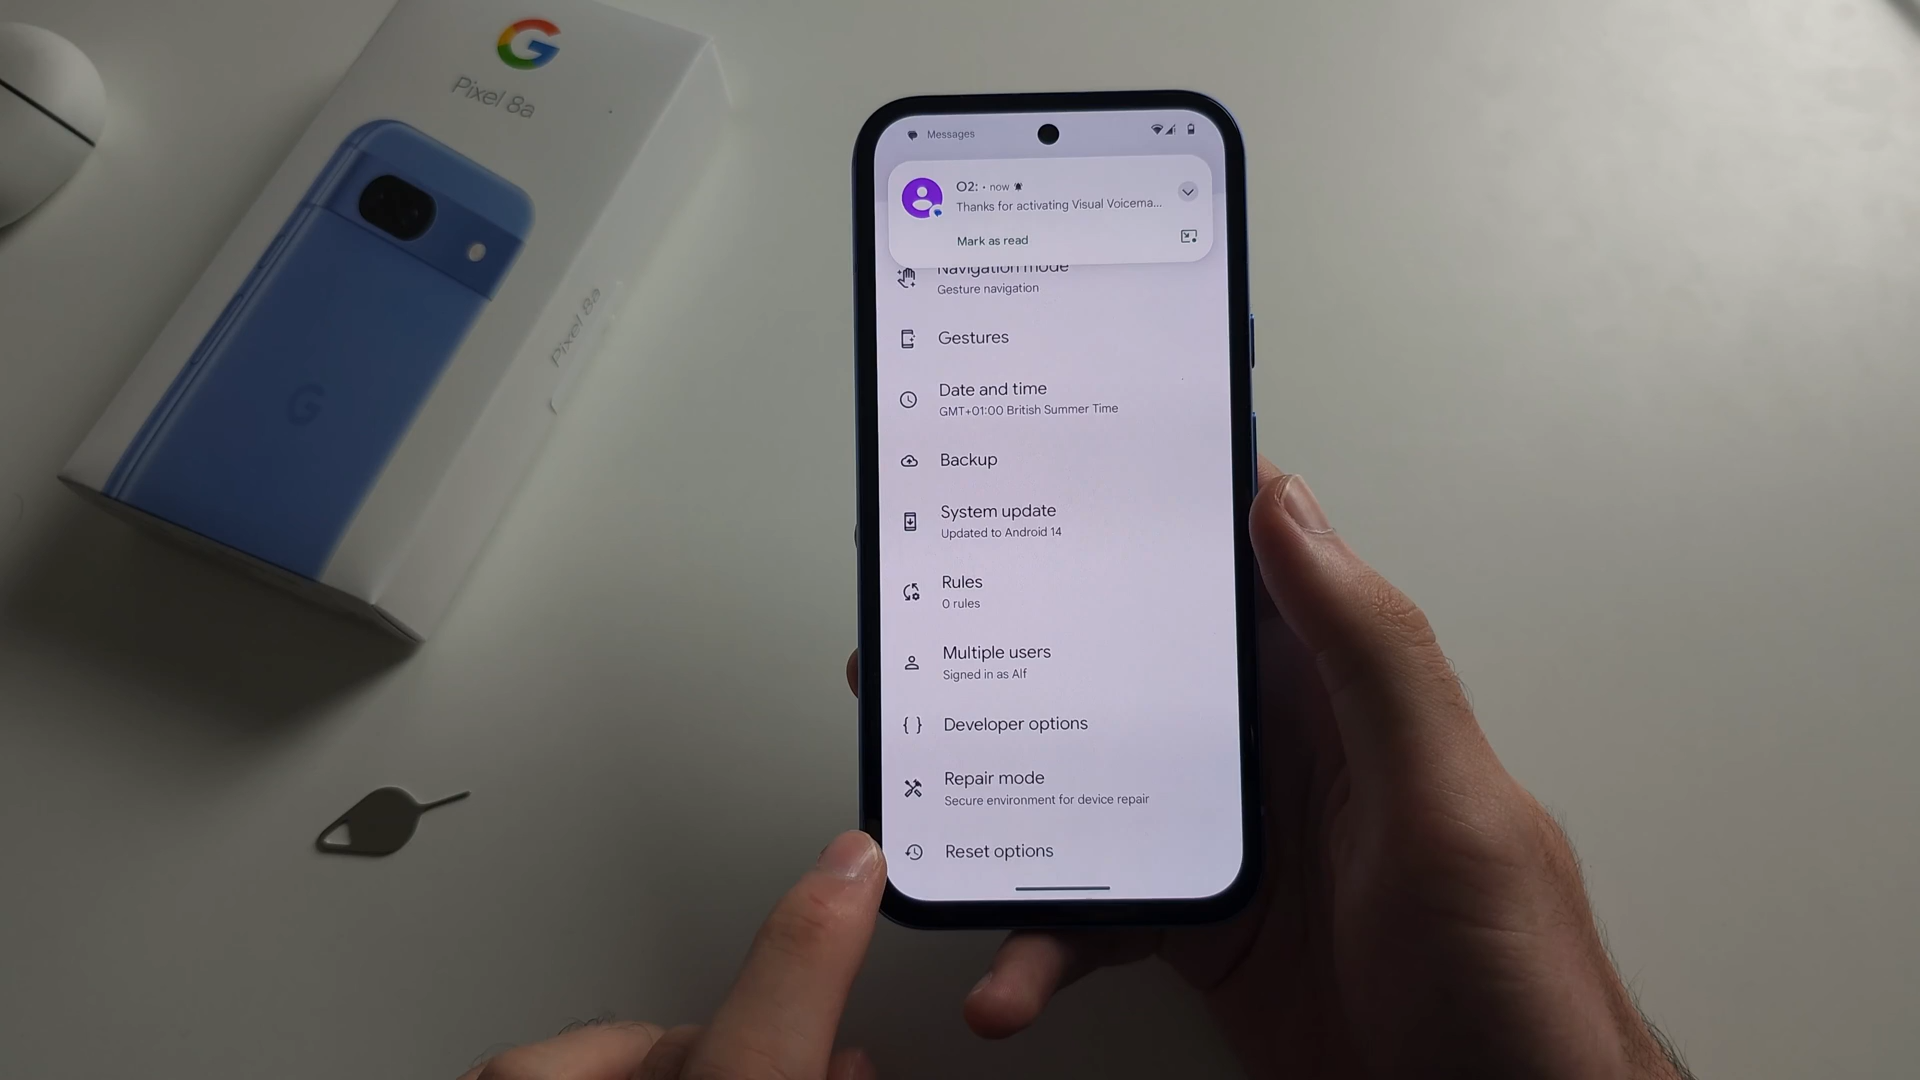 G
Pixel 8a
Pixel 8a
G
Messages
O2: • now
Thanks for activating Visual Voicema...
Mark as read
Navigation mode
Gesture navigation
Gestures
Date and time
GMT+01:00 British Summer Time
Backup
System update
Updated to Android 14
Rules
0 rules
Multiple users
Signed in as Alf
{ } Developer options
Repair mode
Secure environment for device repair
Reset options